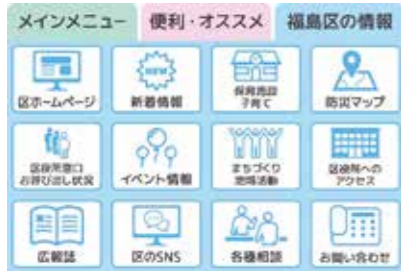 メインメニュー
便利・オススメ
福島区の情報
区ホームページ
NEW
新着情報
保育施設
子育て
防災マップ
区役所窓口
お呼び出し状況
イベント情報
まちづくり
地域活動
区役所への
アクセス
広報誌
区のSNS
各種相談
お問い合わせ